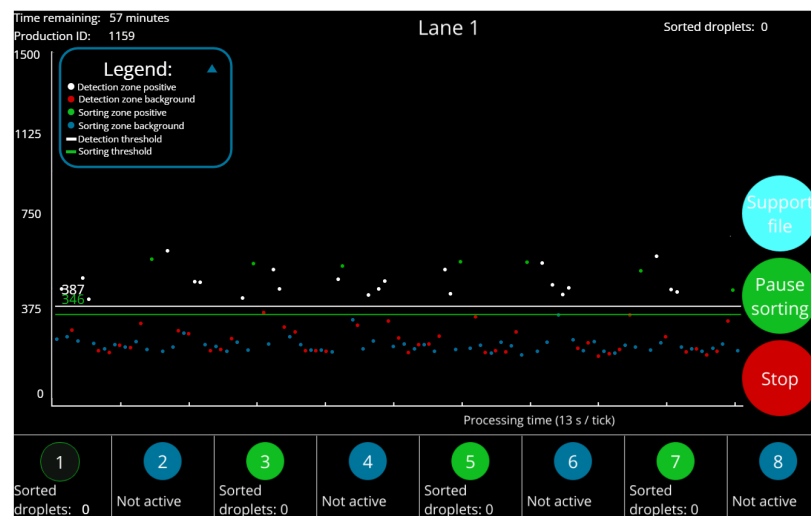 Time remaining: 57 minutes
Production ID: 1159
Lane 1
Sorted droplets: 0
1500
1125
750
375
0
Legend:
Detection zone positive
Detection zone background
Sorting zone positive
Sorting zone background
Detection threshold
Sorting threshold
387
346
Support
file
Pause
sorting
Stop
Processing time (13 s / tick)
1
Sorted
droplets: 0
2
Not active
3
Sorted
droplets: 0
4
Not active
5
Sorted
droplets: 0
6
Not active
7
Sorted
droplets: 0
8
Not active